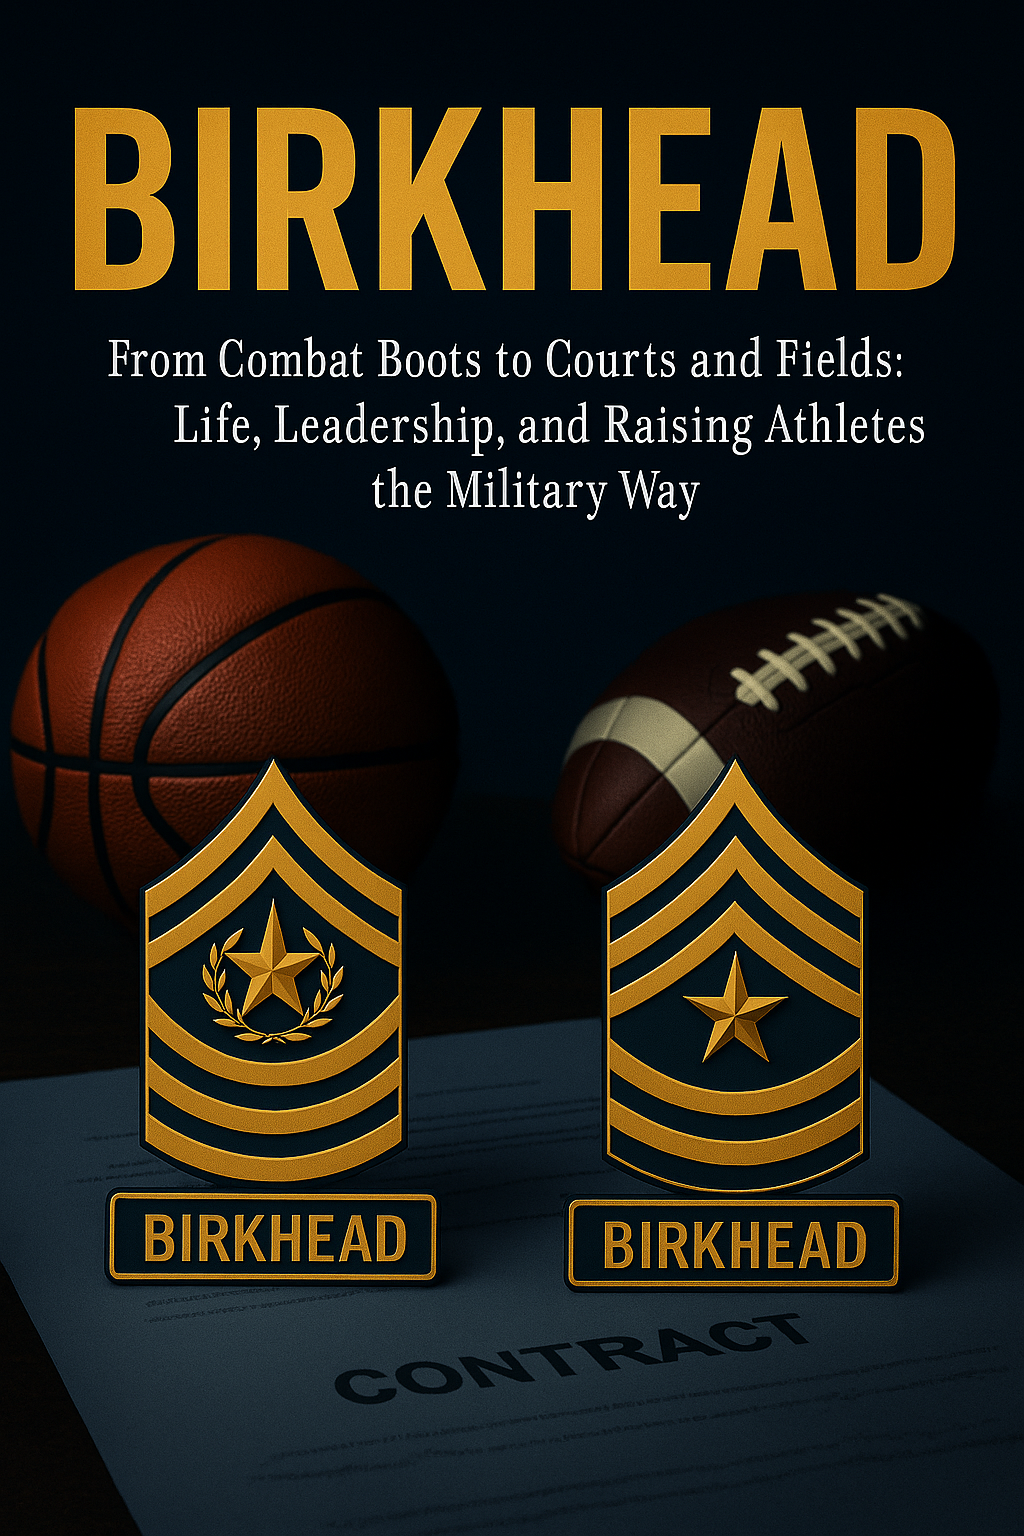 BIRKHEAD
From Combat Boots to Courts and Fields:
Life, Leadership, and Raising Athletes
the Military Way
BIRKHEAD
BIRKHEAD
CONTRACT